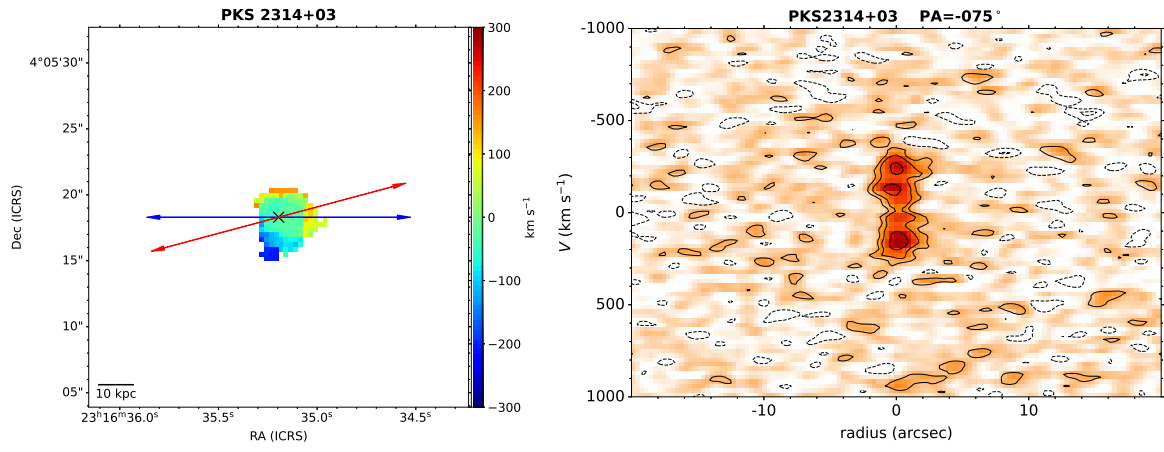 PKS 2314+03
4°05'30"
25"
20"
15"
10"
05"
Dec (ICRS)
10 kpc
23ʰ16ᵐ36.0ˢ
35.5ˢ
35.0ˢ
34.5ˢ
RA (ICRS)
300
200
100
0
−100
−200
−300
km s⁻¹
PKS2314+03 PA=-075°
-1000
-500
0
500
1000
V (km s⁻¹)
-10
0
10
radius (arcsec)